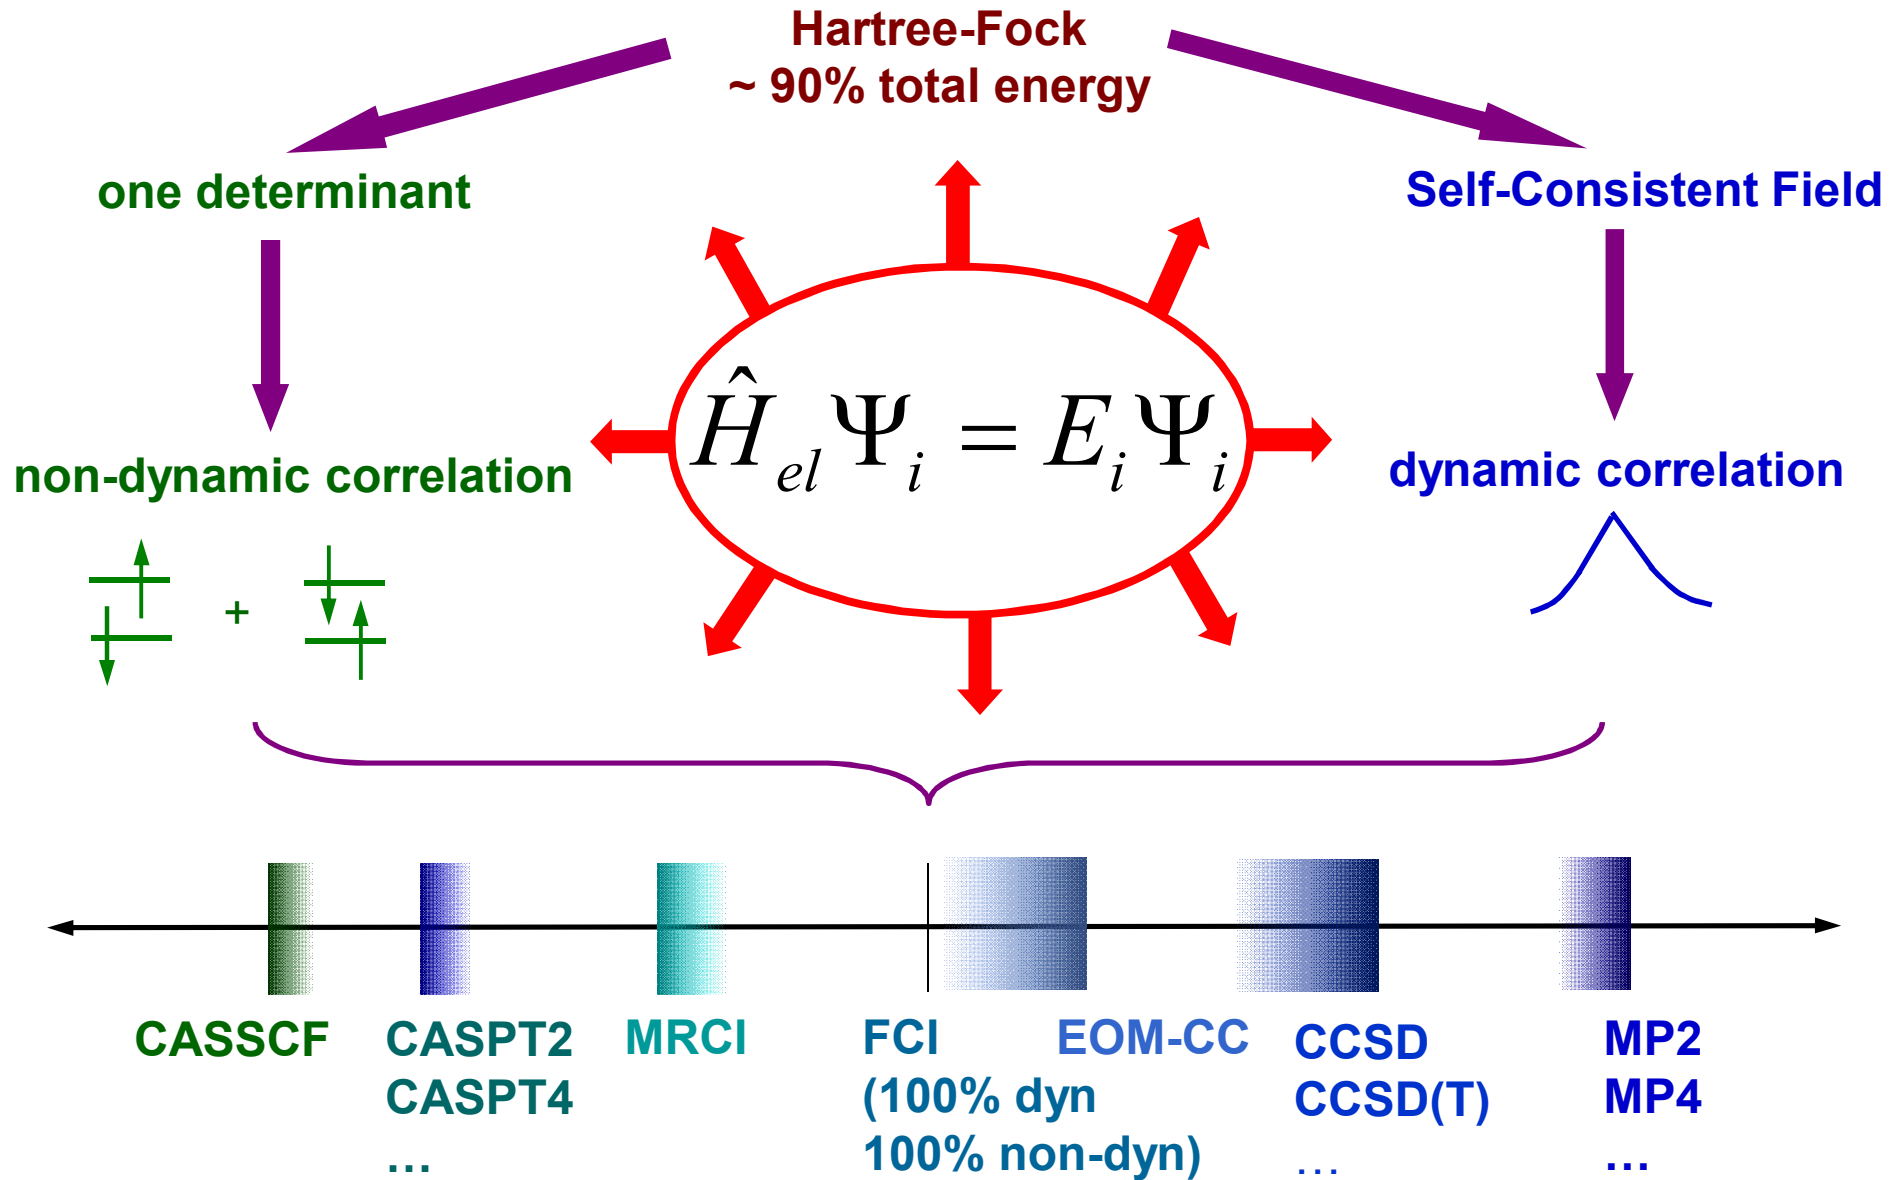 Hartree-Fock
~ 90% total energy
one determinant
Self-Consistent Field
Ĥ_el Ψ_i = E_i Ψ_i
non-dynamic correlation
dynamic correlation
+
CASSCF
CASPT2
CASPT4
…
MRCI
FCI
(100% dyn
100% non-dyn)
EOM-CC
CCSD
CCSD(T)
…
MP2
MP4
…